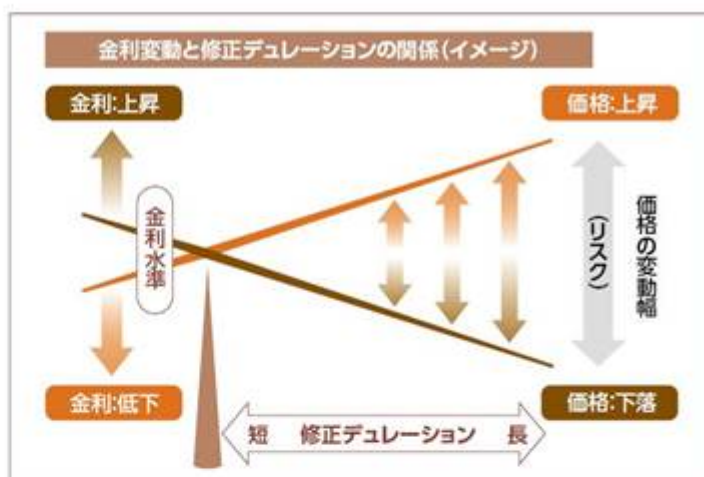 金利変動と修正デュレーションの関係(イメージ)
金利:上昇
価格:上昇
金利水準
価格の変動幅
(リスク)
金利:低下
価格:下落
短 修正デュレーション 長